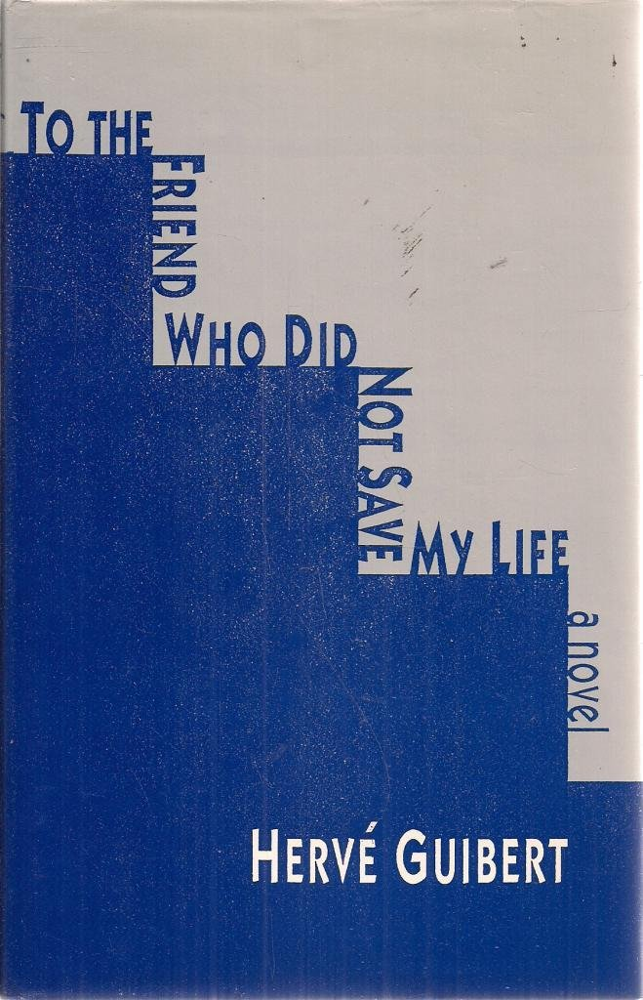 To the
Friend
Who Did
Not Save
My Life
a novel
Hervé Guibert